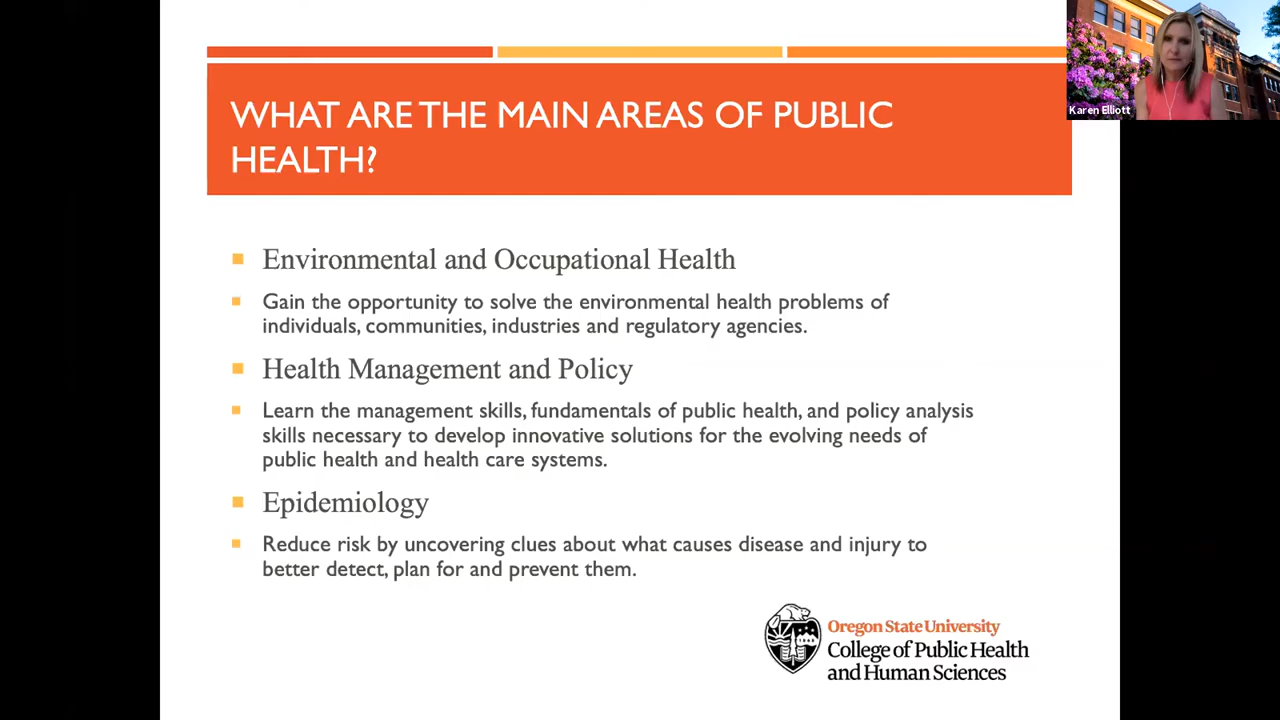 WHAT ARE THE MAIN AREAS OF PUBLIC
HEALTH?
Karen Elliott
Environmental and Occupational Health
Gain the opportunity to solve the environmental health problems of
individuals, communities, industries and regulatory agencies.
Health Management and Policy
Learn the management skills, fundamentals of public health, and policy analysis
skills necessary to develop innovative solutions for the evolving needs of
public health and health care systems.
Epidemiology
Reduce risk by uncovering clues about what causes disease and injury to
better detect, plan for and prevent them.
Oregon State University
College of Public Health
and Human Sciences